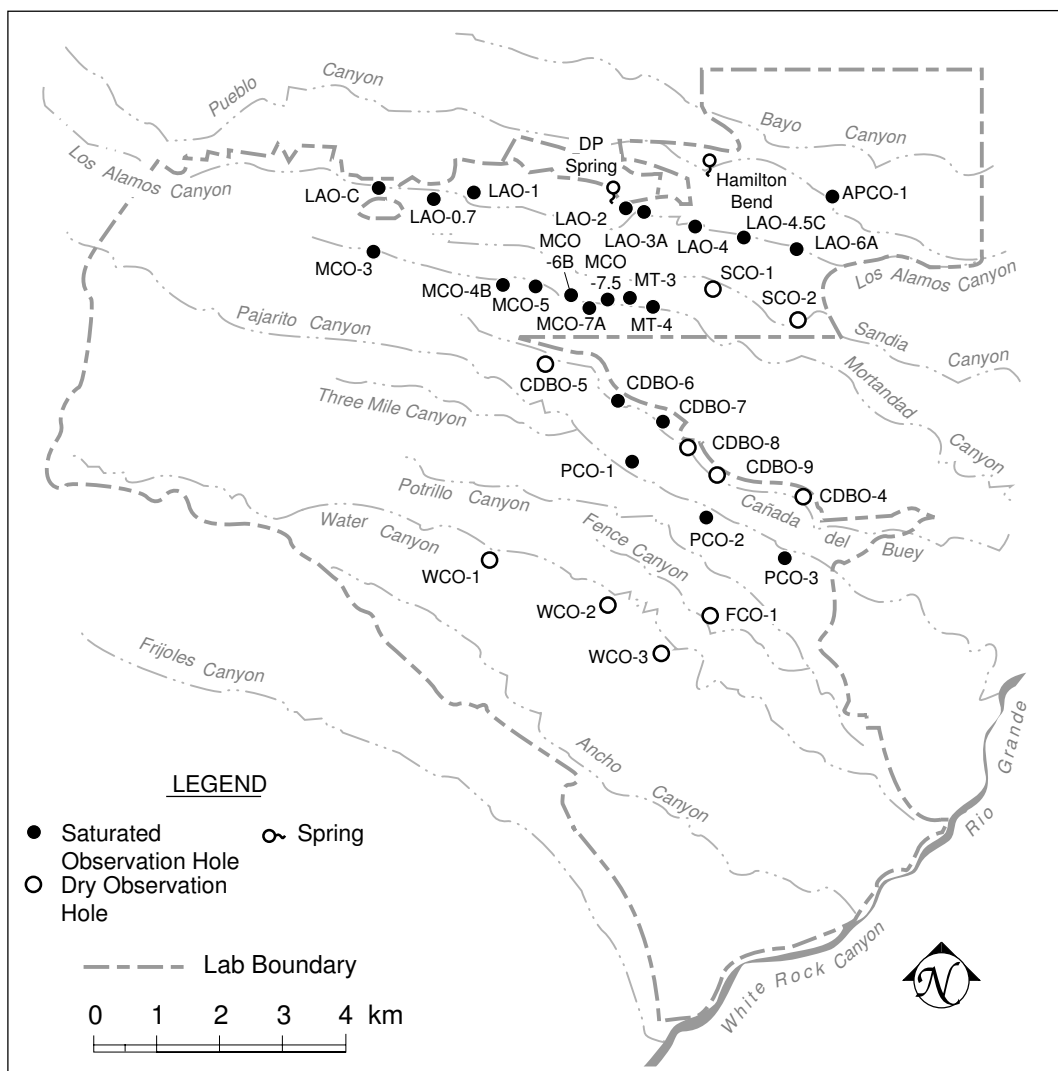 Pueblo Canyon
Bayo Canyon
Los Alamos Canyon
DP
Spring
Hamilton
Bend
APCO-1
LAO-C
LAO-0.7
LAO-1
LAO-2
LAO-3A
LAO-4
LAO-4.5C
LAO-6A
Los Alamos Canyon
MCO-3
MCO-4B
MCO-5
MCO
-6B
MCO
-7.5
MCO-7A
MT-3
MT-4
SCO-1
SCO-2
Sandia Canyon
Pajarito Canyon
Mortandad Canyon
Three Mile Canyon
CDBO-5
CDBO-6
CDBO-7
CDBO-8
CDBO-9
CDBO-4
PCO-1
PCO-2
PCO-3
Cañada del Buey
Potrillo Canyon
Fence Canyon
Water Canyon
WCO-1
WCO-2
WCO-3
FCO-1
Frijoles Canyon
Ancho Canyon
Rio Grande
White Rock Canyon
LEGEND
Saturated
Observation Hole
Spring
Dry Observation
Hole
Lab Boundary
0 1 2 3 4 km
N